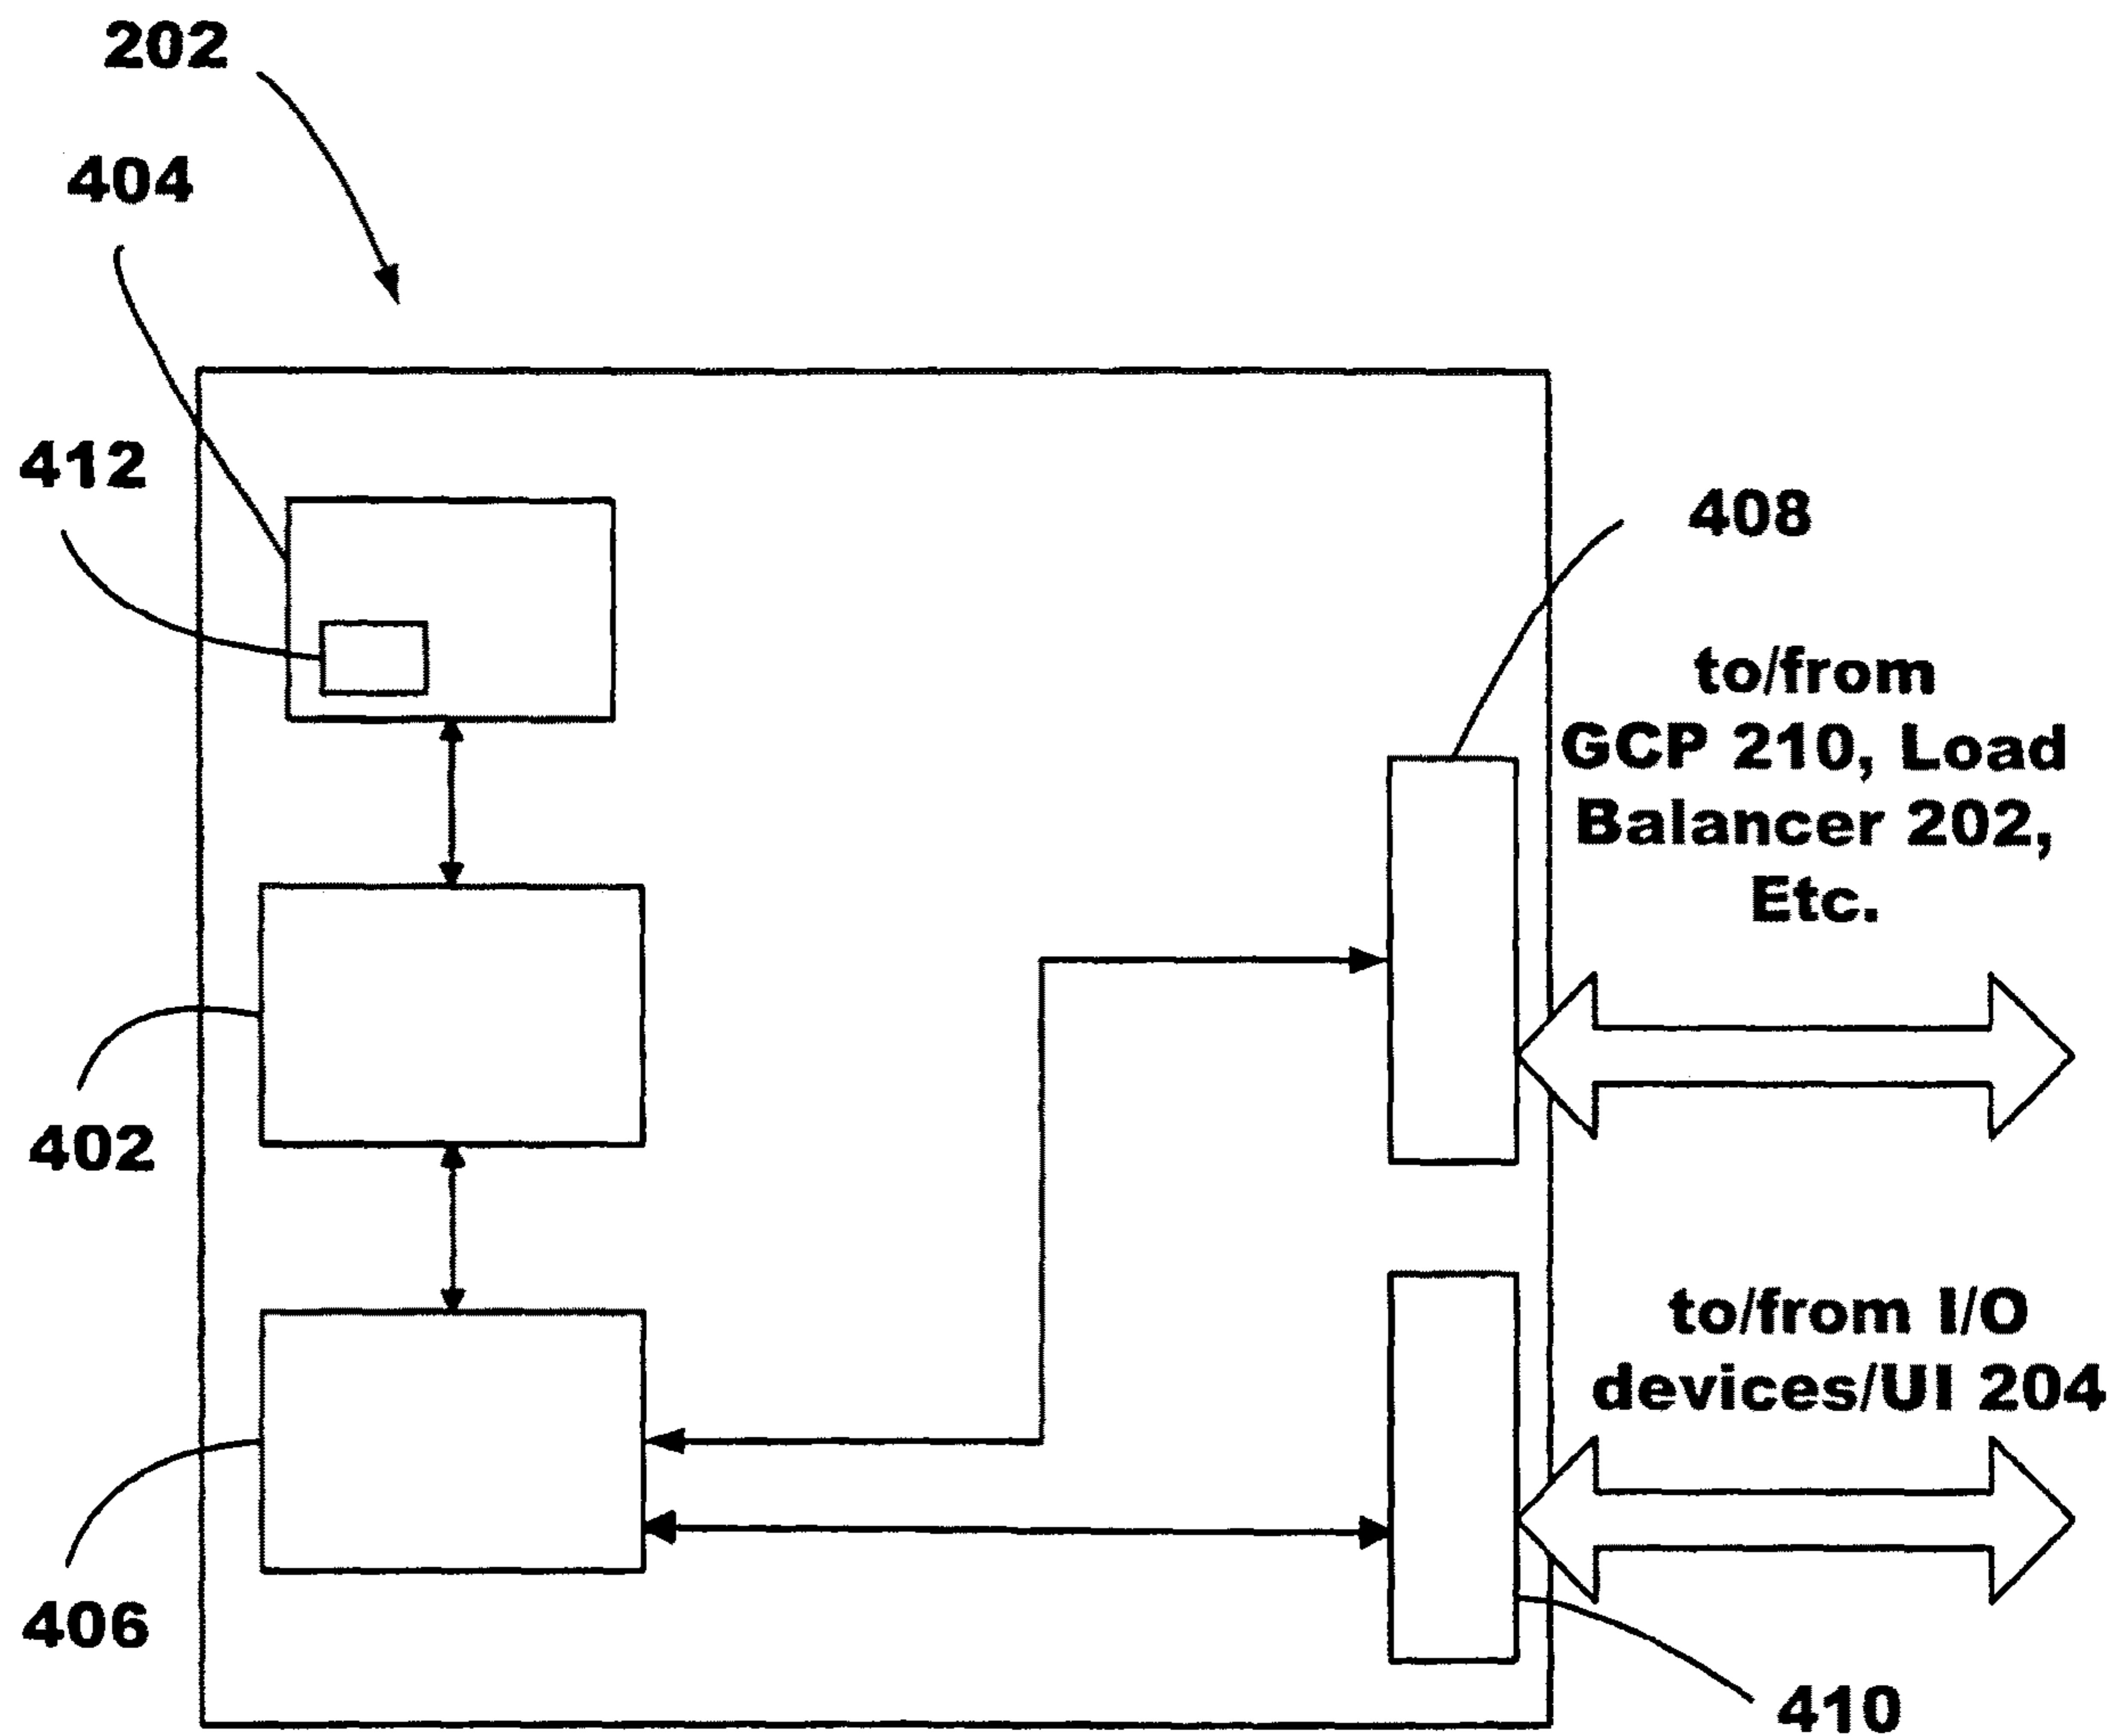 202
404
412
408
to/from
GCP 210, Load
Balancer 202,
Etc.
402
to/from I/O
devices/UI 204
406
410